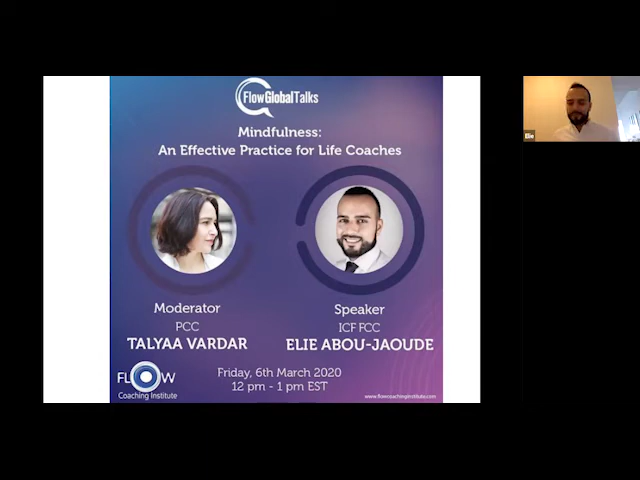 FlowGlobalTalks
Mindfulness:
An Effective Practice for Life Coaches
Moderator
PCC
TALYAA VARDAR
Speaker
ICF FCC
ELIE ABOU-JAOUDE
Friday, 6th March 2020
12 pm - 1 pm EST
FLOW
Coaching Institute
www.flowcoachinginstitute.com
Elie